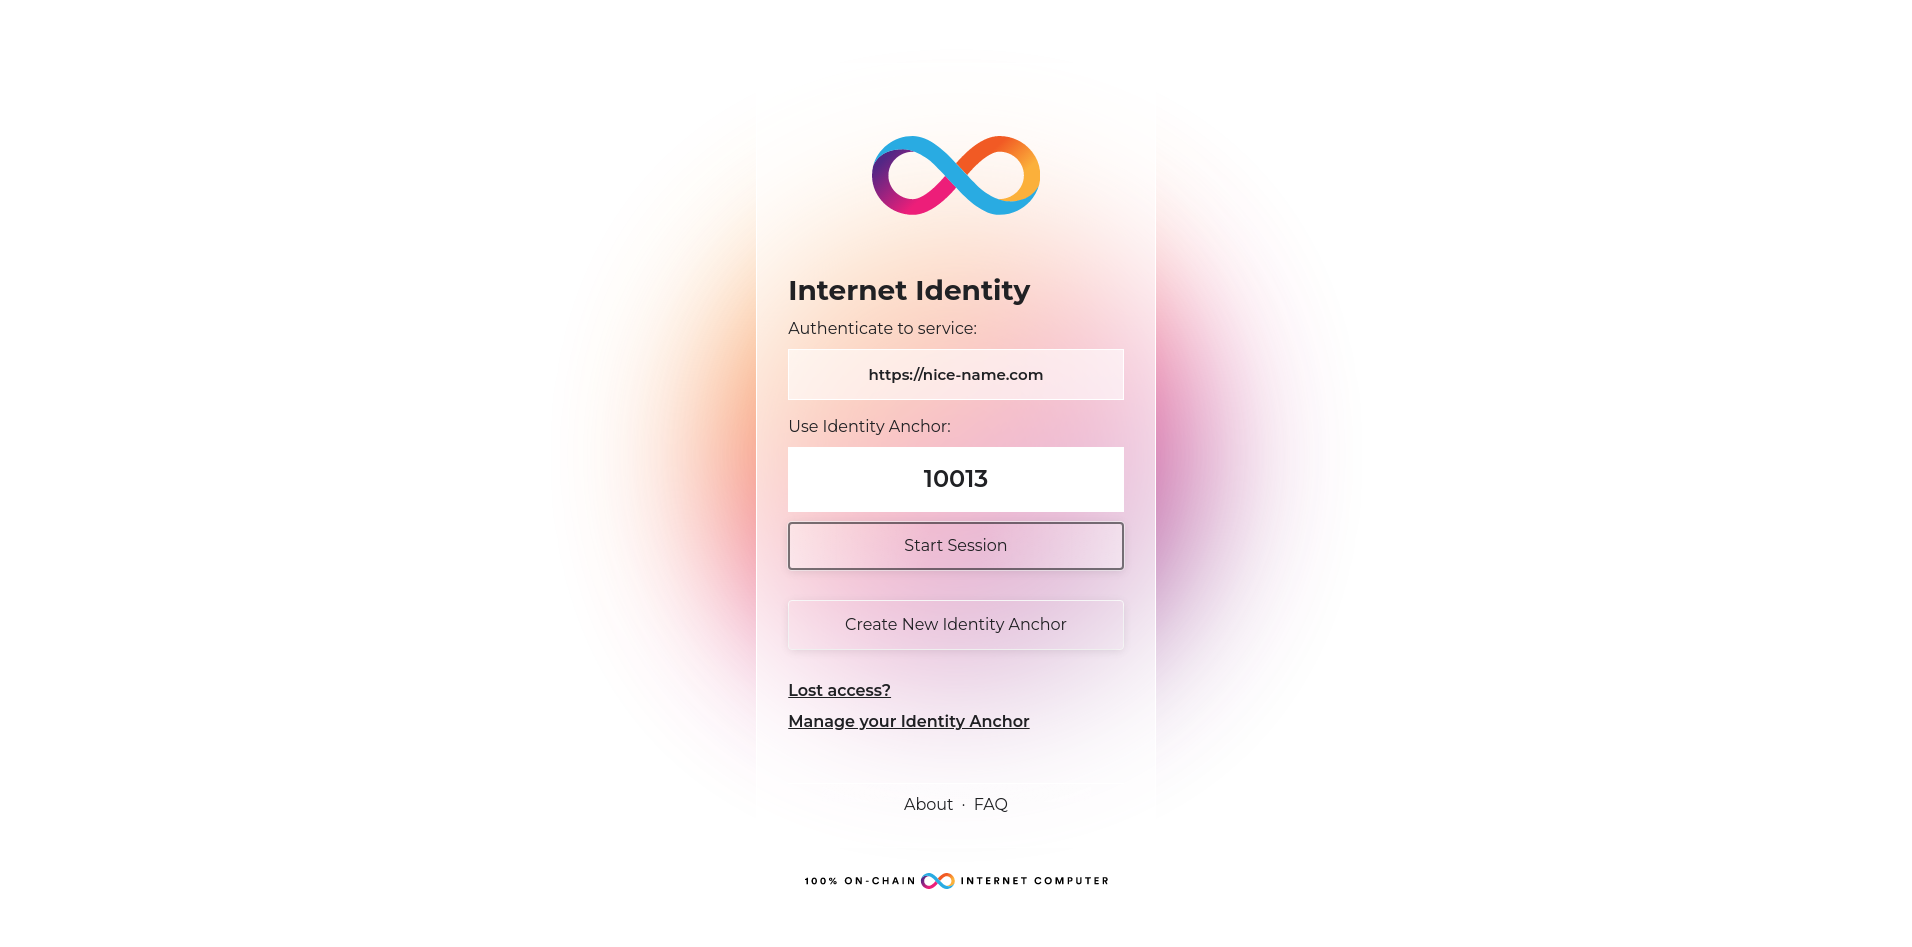 Internet Identity
Authenticate to service:
https://nice-name.com
Use Identity Anchor:
10013
Start Session
Create New Identity Anchor
Lost access?
Manage your Identity Anchor
About · FAQ
100% ON-CHAIN INTERNET COMPUTER